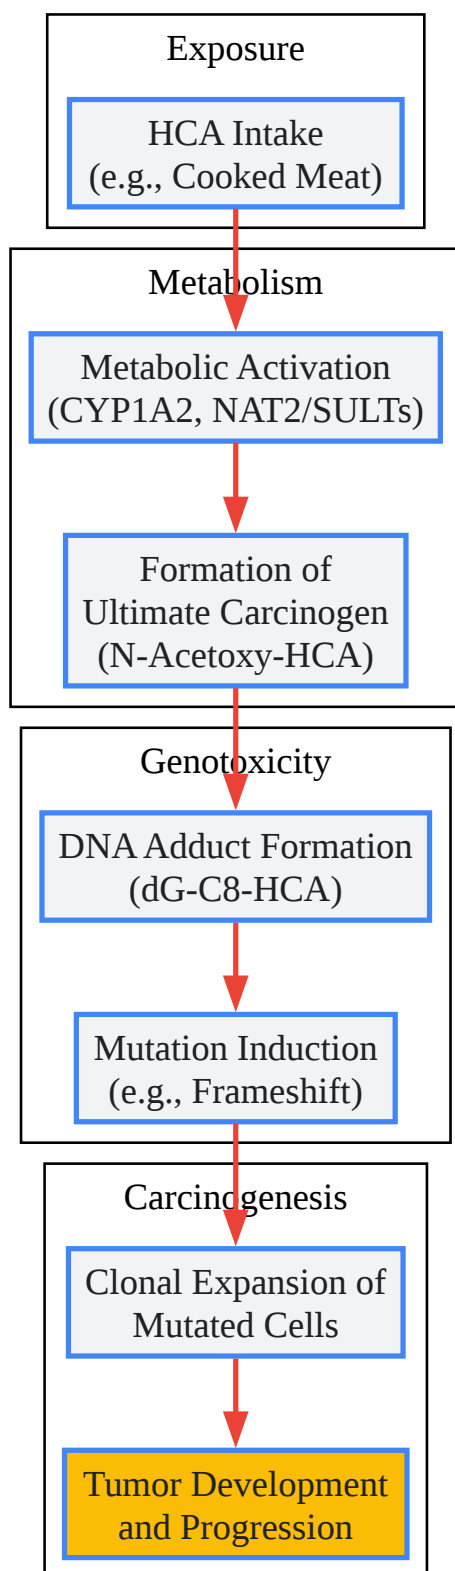 Exposure
HCA Intake
(e.g., Cooked Meat)
Metabolism
Metabolic Activation
(CYP1A2, NAT2/SULTs)
Formation of
Ultimate Carcinogen
(N-Acetoxy-HCA)
Genotoxicity
DNA Adduct Formation
(dG-C8-HCA)
Mutation Induction
(e.g., Frameshift)
Carcinogenesis
Clonal Expansion of
Mutated Cells
Tumor Development
and Progression